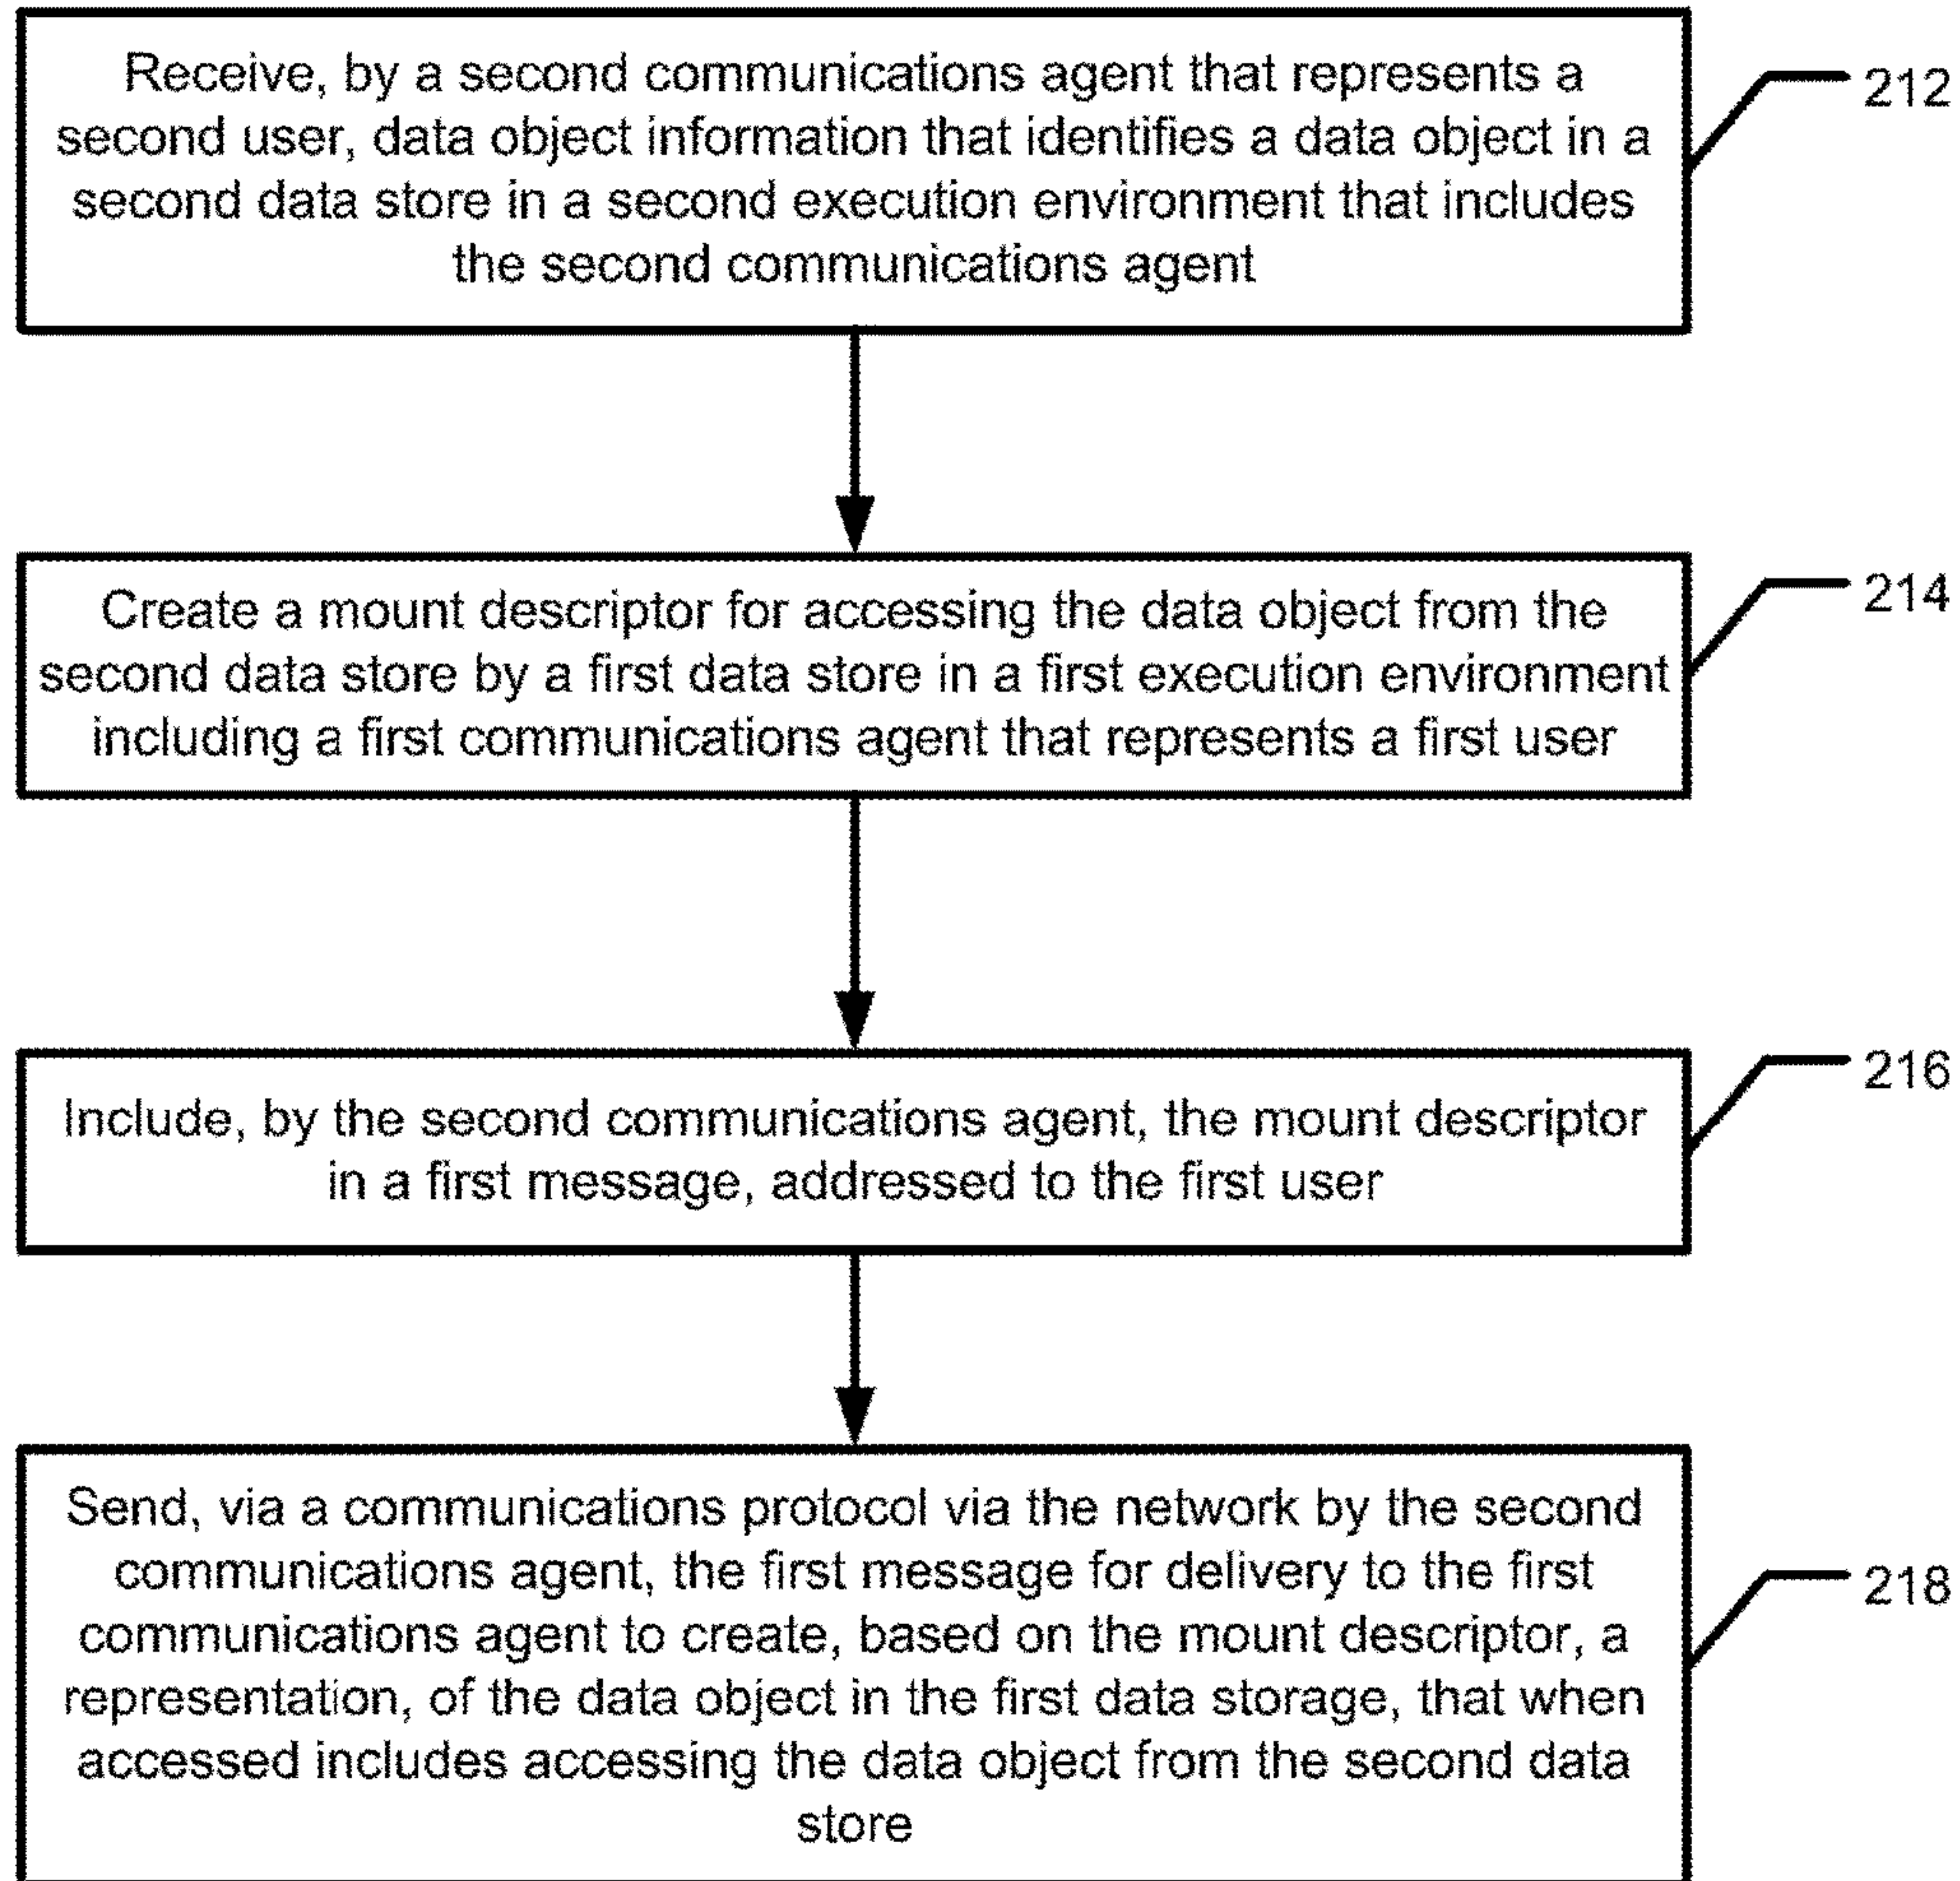 Receive, by a second communications agent that represents a
second user, data object information that identifies a data object in a
second data store in a second execution environment that includes
the second communications agent
212
Create a mount descriptor for accessing the data object from the
second data store by a first data store in a first execution environment
including a first communications agent that represents a first user
214
Include, by the second communications agent, the mount descriptor
in a first message, addressed to the first user
216
Send, via a communications protocol via the network by the second
communications agent, the first message for delivery to the first
communications agent to create, based on the mount descriptor, a
representation, of the data object in the first data storage, that when
accessed includes accessing the data object from the second data
store
218